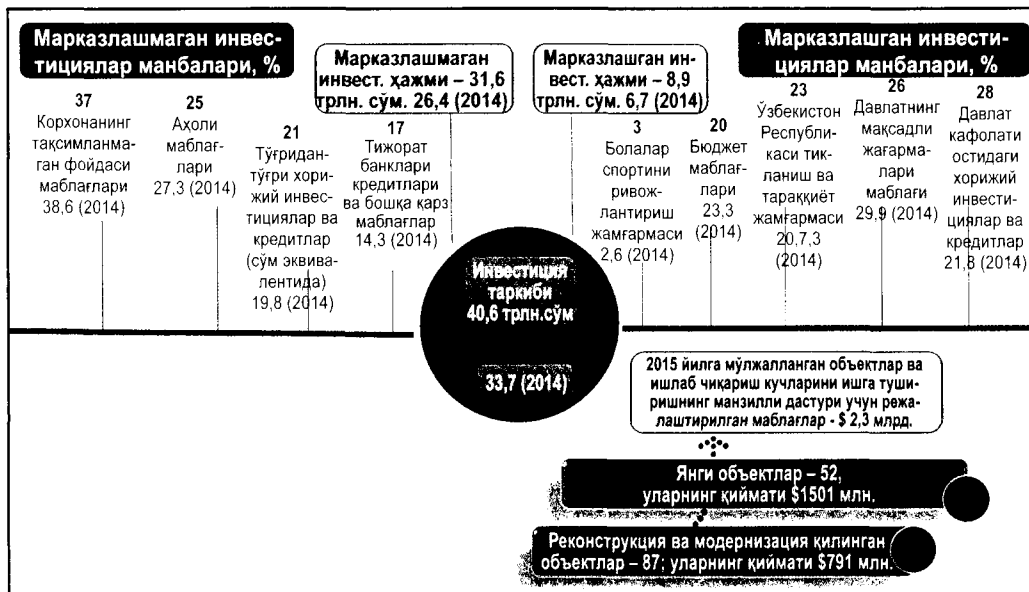 Марказлашмаган инвес-
тициялар манбалари, %
Марказлашмаган
инвест. ҳажми – 31,6
трлн. сўм. 26,4 (2014)
Марказлашган ин-
вест. ҳажми – 8,9
трлн. сўм. 6,7 (2014)
Марказлашган инвести-
циялар манбалари, %
37
Корхонанинг
тақсимланма-
ган фойдаси
маблағлари
38,6 (2014)
25
Аҳоли
маблағ-
лари
27,3 (2014)
21
Тўғридан-
тўғри хори-
жий инвес-
тициялар ва
кредитлар
(сўм эквива-
лентида)
19,8 (2014)
17
Тижорат
банклари
кредитлари
ва бошқа қарз
маблағлар
14,3 (2014)
3
Болалар
спортини
ривож-
лантириш
жамғармаси
2,6 (2014)
20
Бюджет
маблағ-
лари
23,3
(2014)
23
Ўзбекистон
Республи-
каси тик-
ланиш ва
тараққиёт
жамғармаси
20,7,3
(2014)
26
Давлатнинг
мақсадли
жағарма-
лари
маблағи
29,9 (2014)
28
Давлат
кафолати
остидаги
хорижий
инвести-
циялар ва
кредитлар
21,8 (2014)
Инвестиция
таркиби
40,6 трлн.сўм
33,7 (2014)
2015 йилга мўлжалланган объектлар ва
ишлаб чиқариш кучларини ишга туши-
ришнинг манзилли дастури учун режа-
лаштирилган маблағлар - $ 2,3 млрд.
Янги объектлар – 52,
уларнинг қиймати $1501 млн.
Реконструкция ва модернизация қилинган
объектлар – 87; уларнинг қиймати $791 млн.